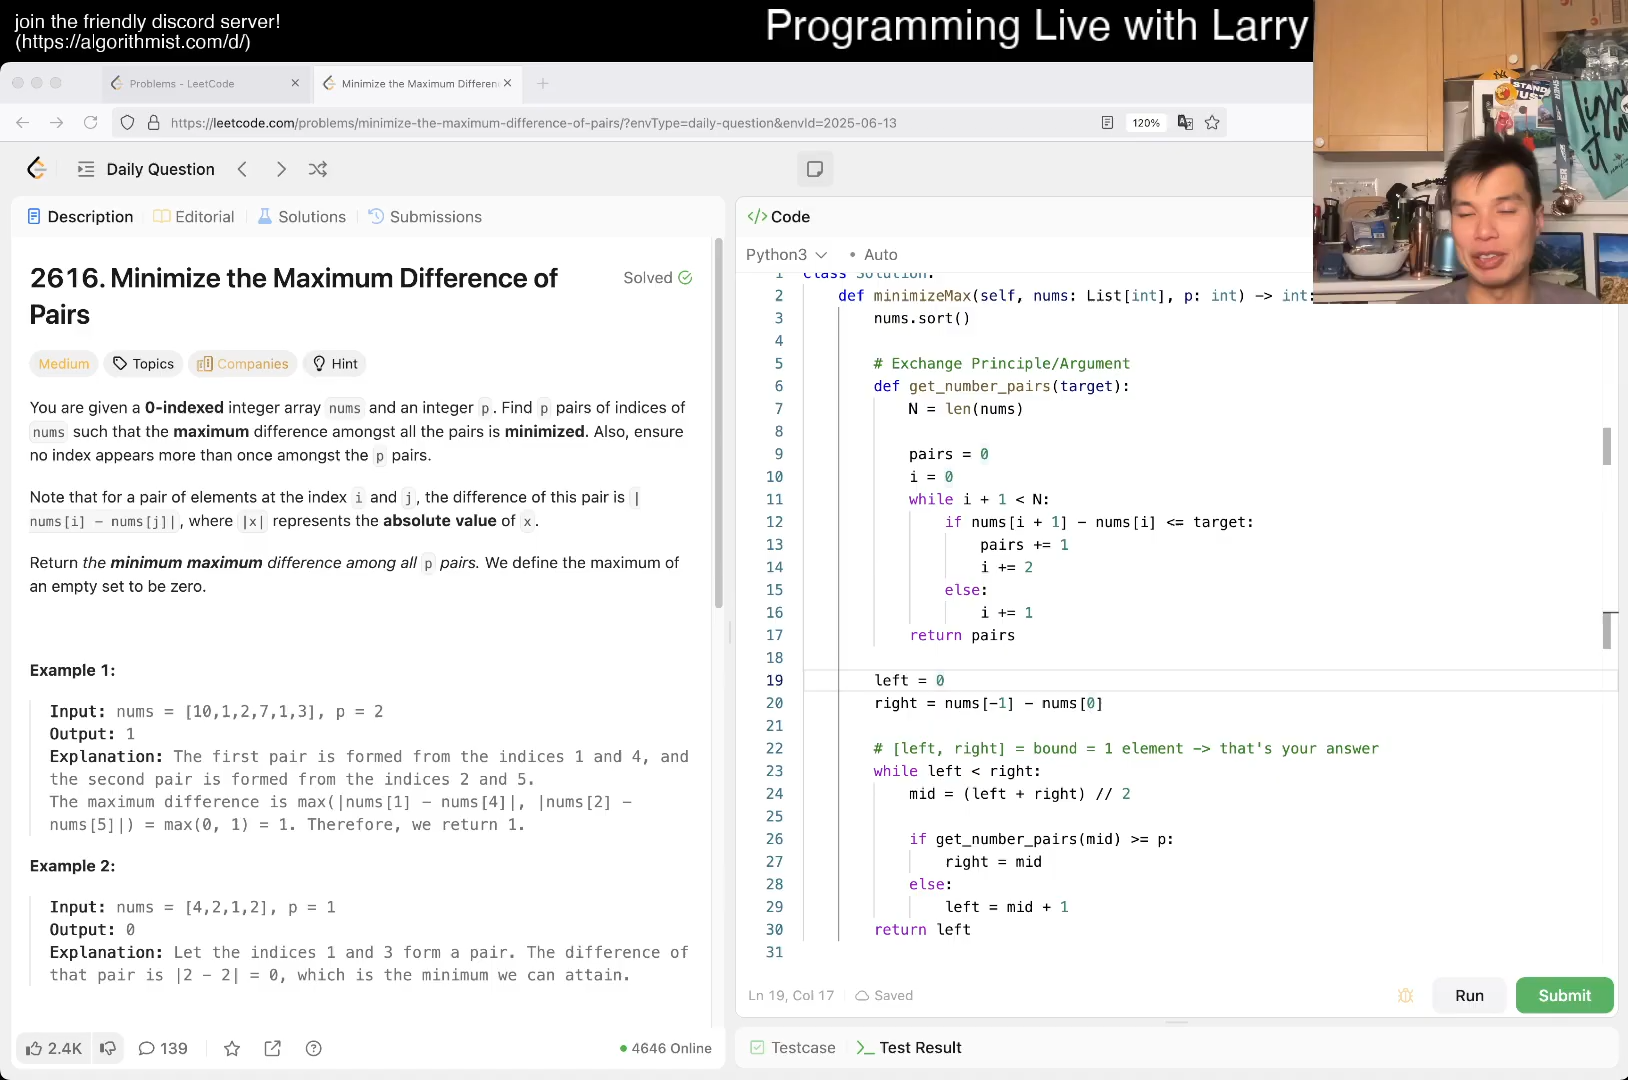 join the friendly discord server!
(https://algorithmist.com/d/)
Programming Live with Larry
Problems - LeetCode
Minimize the Maximum Differen
https://leetcode.com/problems/minimize-the-maximum-difference-of-pairs/?envType=daily-question&envId=2025-06-13
120%
Daily Question
Description
Editorial
Solutions
Submissions
2616. Minimize the Maximum Difference of
Pairs
Solved
Medium
Topics
Companies
Hint
You are given a 0-indexed integer array nums and an integer p. Find p pairs of indices of
nums such that the maximum difference amongst all the pairs is minimized. Also, ensure
no index appears more than once amongst the p pairs.
Note that for a pair of elements at the index i and j, the difference of this pair is |
nums[i] - nums[j]|, where |x| represents the absolute value of x.
Return the minimum maximum difference among all p pairs. We define the maximum of
an empty set to be zero.
Example 1:
Input: nums = [10,1,2,7,1,3], p = 2
Output: 1
Explanation: The first pair is formed from the indices 1 and 4, and
the second pair is formed from the indices 2 and 5.
The maximum difference is max(|nums[1] - nums[4]|, |nums[2] -
nums[5]|) = max(0, 1) = 1. Therefore, we return 1.
Example 2:
Input: nums = [4,2,1,2], p = 1
Output: 0
Explanation: Let the indices 1 and 3 form a pair. The difference of
that pair is |2 - 2| = 0, which is the minimum we can attain.
2.4K
139
4646 Online
</> Code
Python3
Auto
1 class Solution:
2 def minimizeMax(self, nums: List[int], p: int) -> int:
3 nums.sort()
4
5 # Exchange Principle/Argument
6 def get_number_pairs(target):
7 N = len(nums)
8
9 pairs = 0
10 i = 0
11 while i + 1 < N:
12 if nums[i + 1] - nums[i] <= target:
13 pairs += 1
14 i += 2
15 else:
16 i += 1
17 return pairs
18
19 left = 0
20 right = nums[-1] - nums[0]
21
22 # [left, right] = bound = 1 element -> that's your answer
23 while left < right:
24 mid = (left + right) // 2
25
26 if get_number_pairs(mid) >= p:
27 right = mid
28 else:
29 left = mid + 1
30 return left
31
Ln 19, Col 17
Saved
Run
Submit
Testcase
Test Result